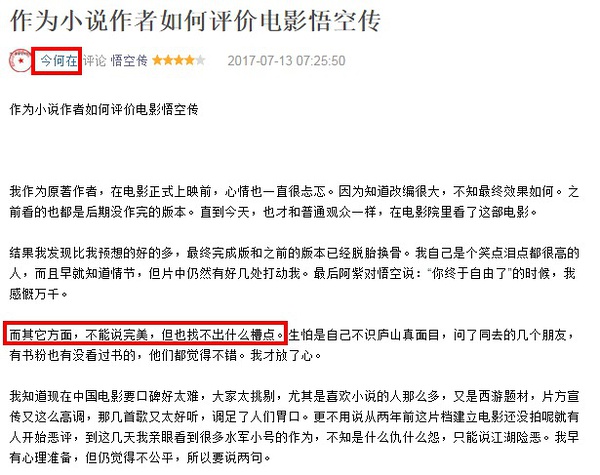 作为小说作者如何评价电影悟空传
今何在 评论 悟空传 ★★★★★ 2017-07-13 07:25:50
作为小说作者如何评价电影悟空传
我作为原著作者，在电影正式上映前，心情也一直很忐忑。因为知道改编很大，不知最终效果如何。之
前看的也都是后期没作完的版本。直到今天，也才和普通观众一样，在电影院里看了这部电影。
结果我发现比我预想的好的多，最终完成版和之前的版本已经脱胎换骨。我自己是个笑点泪点都很高的
人，而且早就知道情节，但片中仍然有好几处打动我。最后阿紫对悟空说：“你终于自由了”的时候，我
感慨万千。
而其它方面，不能说完美，但也找不出什么槽点。生怕是自己不识庐山真面目，问了同去的几个朋友，
有书粉也有没看过书的，他们都觉得不错。我才放了心。
我知道现在中国电影要口碑好太难，大家太挑剔，尤其是喜欢小说的人那么多，又是西游题材，片方宣
传又这么高调，那几首歌又太好听，调足了人们胃口。更不用说从两年前这片档建立电影还没拍呢就有
人开始恶评，到这几天我亲眼看到很多水军小号的作为，不知是什么仇什么怨，只能说江湖险恶。我早
有心理准备，但仍觉得不公平，所以要说两句。